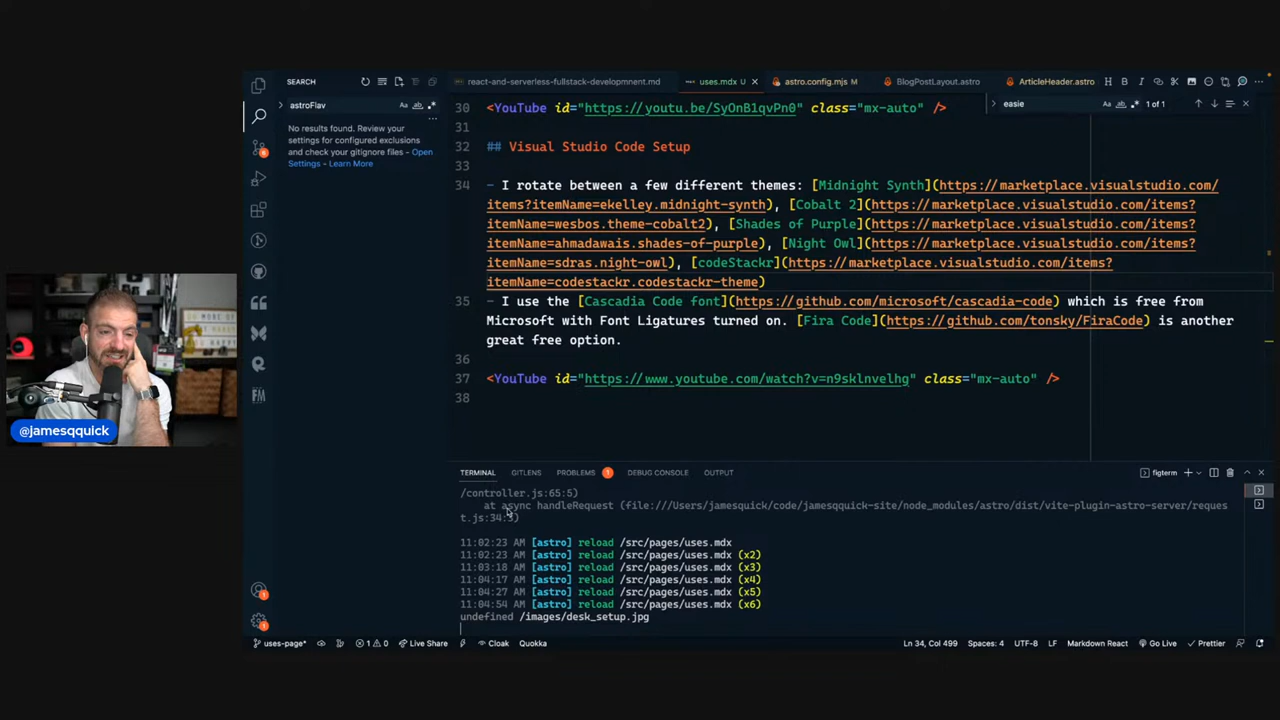 SEARCH
astroFlav
No results found. Review your settings for configured exclusions and check your gitignore files - Open Settings - Learn More
react-and-serverless-fullstack-developmnent.md
uses.mdx U
astro.config.mjs M
BlogPostLayout.astro
ArticleHeader.astro
easie
1 of 1
30 <YouTube id="https://youtu.be/SyOnB1qvPn0" class="mx-auto" />
31
32 ## Visual Studio Code Setup
33
34 - I rotate between a few different themes: [Midnight Synth](https://marketplace.visualstudio.com/
items?itemName=ekelley.midnight-synth), [Cobalt 2](https://marketplace.visualstudio.com/items?
itemName=wesbos.theme-cobalt2), [Shades of Purple](https://marketplace.visualstudio.com/items?
itemName=ahmadawais.shades-of-purple), [Night Owl](https://marketplace.visualstudio.com/items?
itemName=sdras.night-owl), [codeStackr](https://marketplace.visualstudio.com/items?
itemName=codestackr.codestackr-theme)
35 - I use the [Cascadia Code font](https://github.com/microsoft/cascadia-code) which is free from
Microsoft with Font Ligatures turned on. [Fira Code](https://github.com/tonsky/FiraCode) is another
great free option.
36
37 <YouTube id="https://www.youtube.com/watch?v=n9sklnvelhg" class="mx-auto" />
38
@jamesqquick
TERMINAL GITLENS PROBLEMS 1 DEBUG CONSOLE OUTPUT
figterm
/controller.js:65:5)
at async handleRequest (file:///Users/jamesquick/code/jamesqquick-site/node_modules/astro/dist/vite-plugin-astro-server/reques
t.js:34:3)
11:02:23 AM [astro] reload /src/pages/uses.mdx
11:02:23 AM [astro] reload /src/pages/uses.mdx (x2)
11:03:18 AM [astro] reload /src/pages/uses.mdx (x3)
11:04:17 AM [astro] reload /src/pages/uses.mdx (x4)
11:04:27 AM [astro] reload /src/pages/uses.mdx (x5)
11:04:54 AM [astro] reload /src/pages/uses.mdx (x6)
undefined /images/desk_setup.jpg
uses-page* 1 0 Live Share Cloak Quokka Ln 34, Col 499 Spaces: 4 UTF-8 LF Markdown React Go Live Prettier